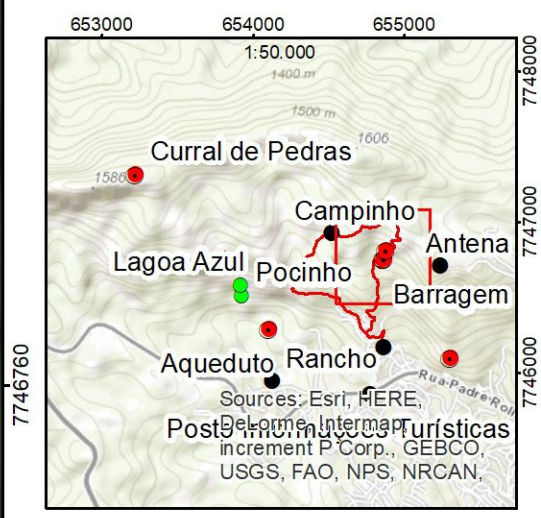 653000 654000 655000
1:50.000
1400 m
7748000
1500 m
1606
Curral de Pedras
1586
7747000
Campinho
Antena
Lagoa Azul
Pocinho
Barragem
7746760
7746000
Aqueduto
Rancho
Rua-Padre Roli
Sources: Esri, HERE,
DeLorme, Intermap,
Posto Informações Turísticas
increment P Corp., GEBCO,
USGS, FAO, NPS, NRCAN,